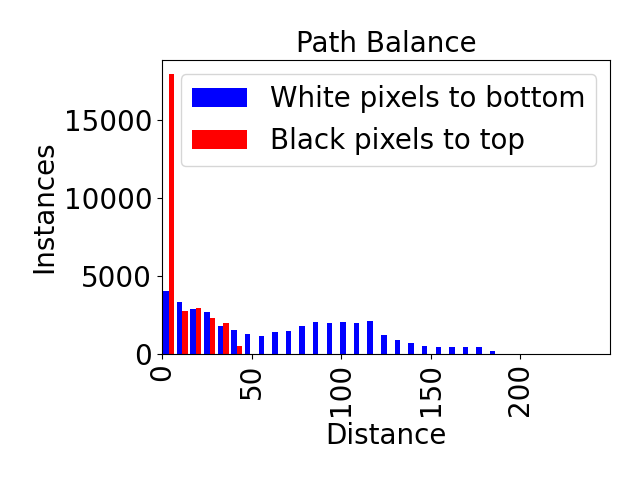 Path Balance
White pixels to bottom
Black pixels to top
Instances
15000
10000
5000
0
0
50
100
150
200
Distance